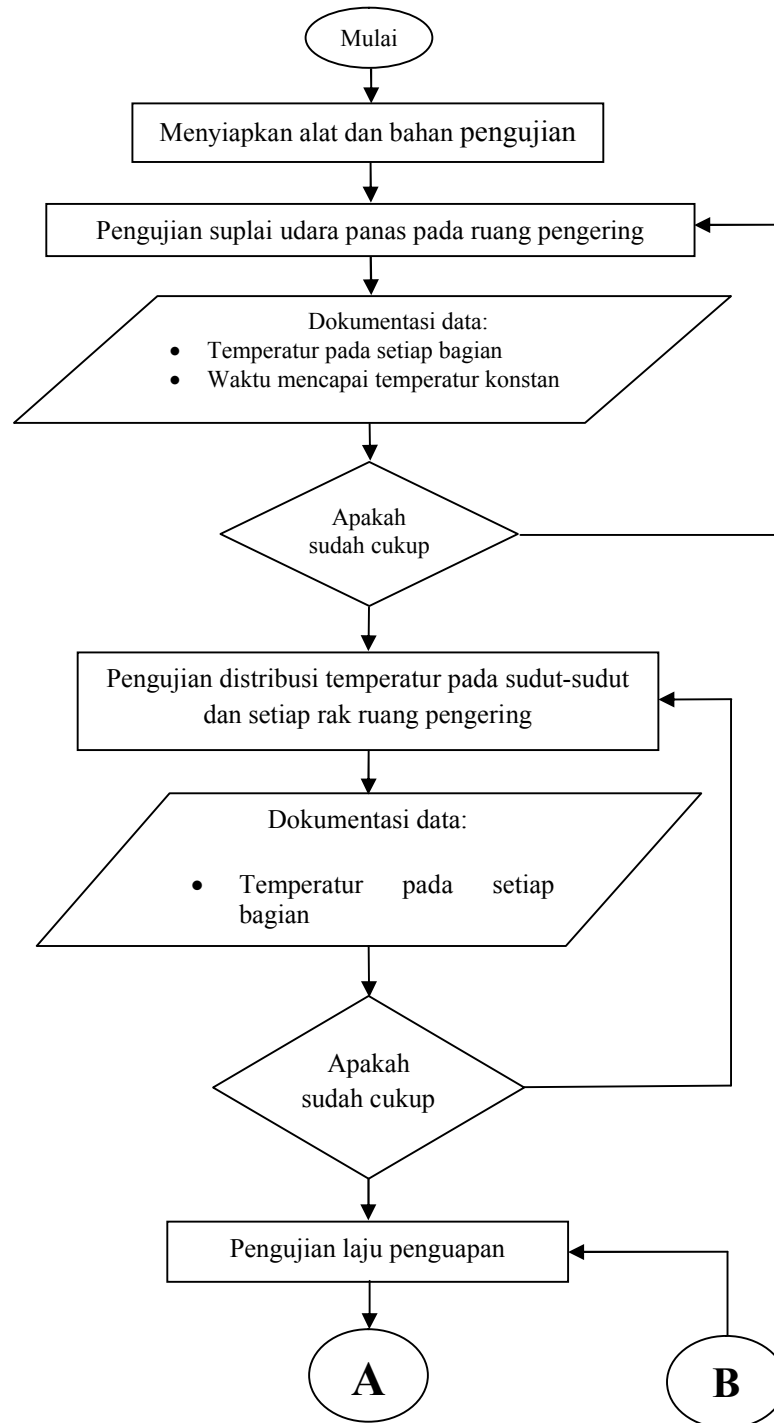 Mulai
Menyiapkan alat dan bahan pengujian
Pengujian suplai udara panas pada ruang pengering
Dokumentasi data:
• Temperatur pada setiap bagian
• Waktu mencapai temperatur konstan
Apakah
sudah cukup
Pengujian distribusi temperatur pada sudut-sudut
dan setiap rak ruang pengering
Dokumentasi data:
• Temperatur pada setiap
bagian
Apakah
sudah cukup
Pengujian laju penguapan
A
B